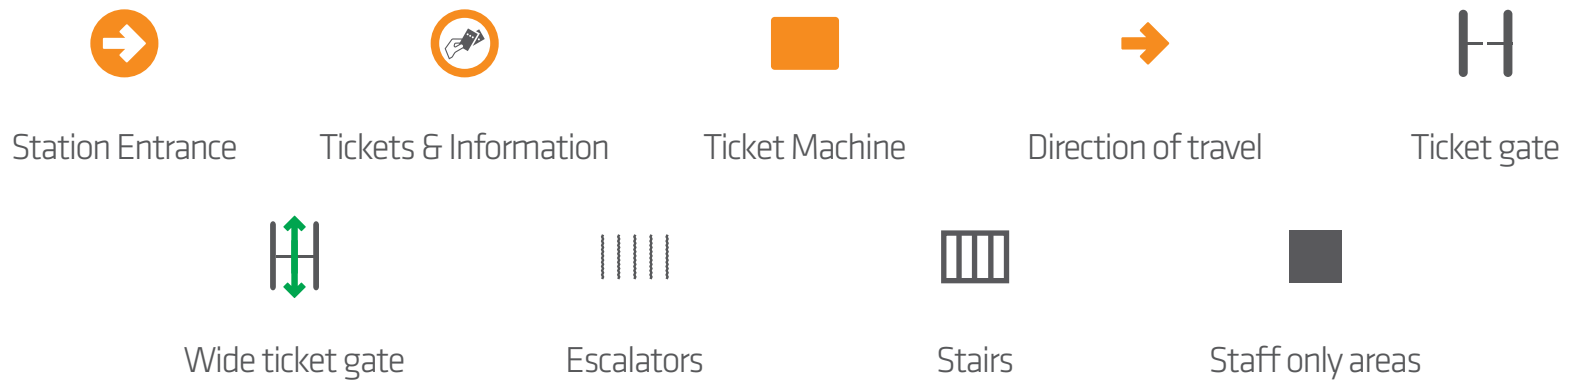 Station Entrance
Tickets & Information
Ticket Machine
Direction of travel
Ticket gate
Wide ticket gate
Escalators
Stairs
Staff only areas